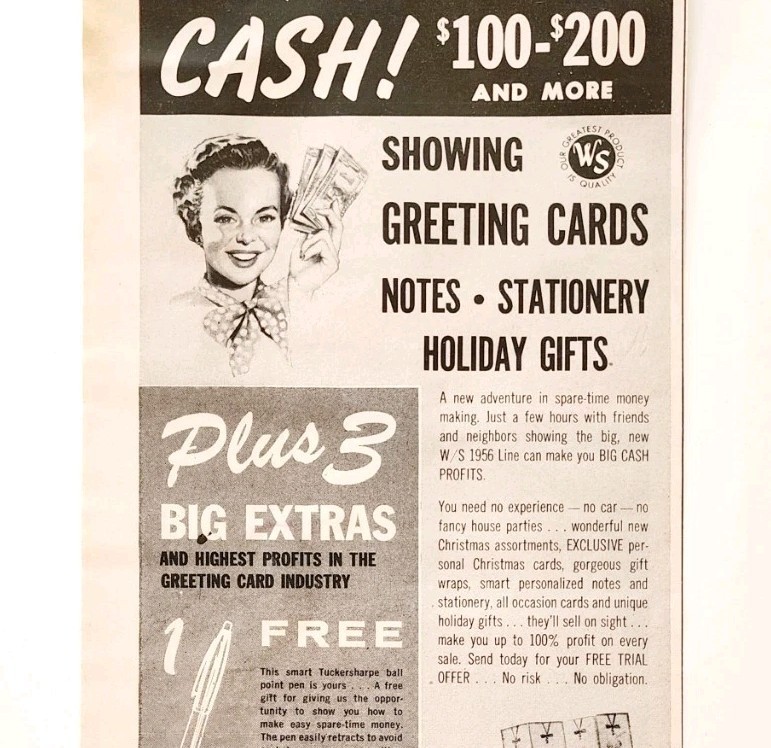 CASH! $100-$200
AND MORE
SHOWING
OUR GREATEST PRODUCT
WS
IS QUALITY
GREETING CARDS
NOTES • STATIONERY
HOLIDAY GIFTS
Plus 3
BIG EXTRAS
AND HIGHEST PROFITS IN THE
GREETING CARD INDUSTRY
1 FREE
This smart Tuckersharpe ball
point pen is yours . . . A free
gift for giving us the oppor-
tunity to show you how to
make easy spare-time money.
The pen easily retracts to avoid
A new adventure in spare-time money
making. Just a few hours with friends
and neighbors showing the big, new
W/S 1956 Line can make you BIG CASH
PROFITS.
You need no experience — no car — no
fancy house parties . . . wonderful new
Christmas assortments, EXCLUSIVE per-
sonal Christmas cards, gorgeous gift
wraps, smart personalized notes and
stationery, all occasion cards and unique
holiday gifts . . . they'll sell on sight . . .
make you up to 100% profit on every
sale. Send today for your FREE TRIAL
OFFER . . . No risk . . . No obligation.